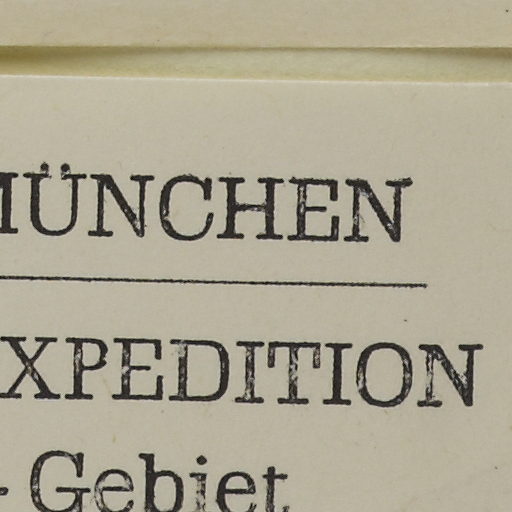 MÜNCHEN
XPEDITION
- Gebiet